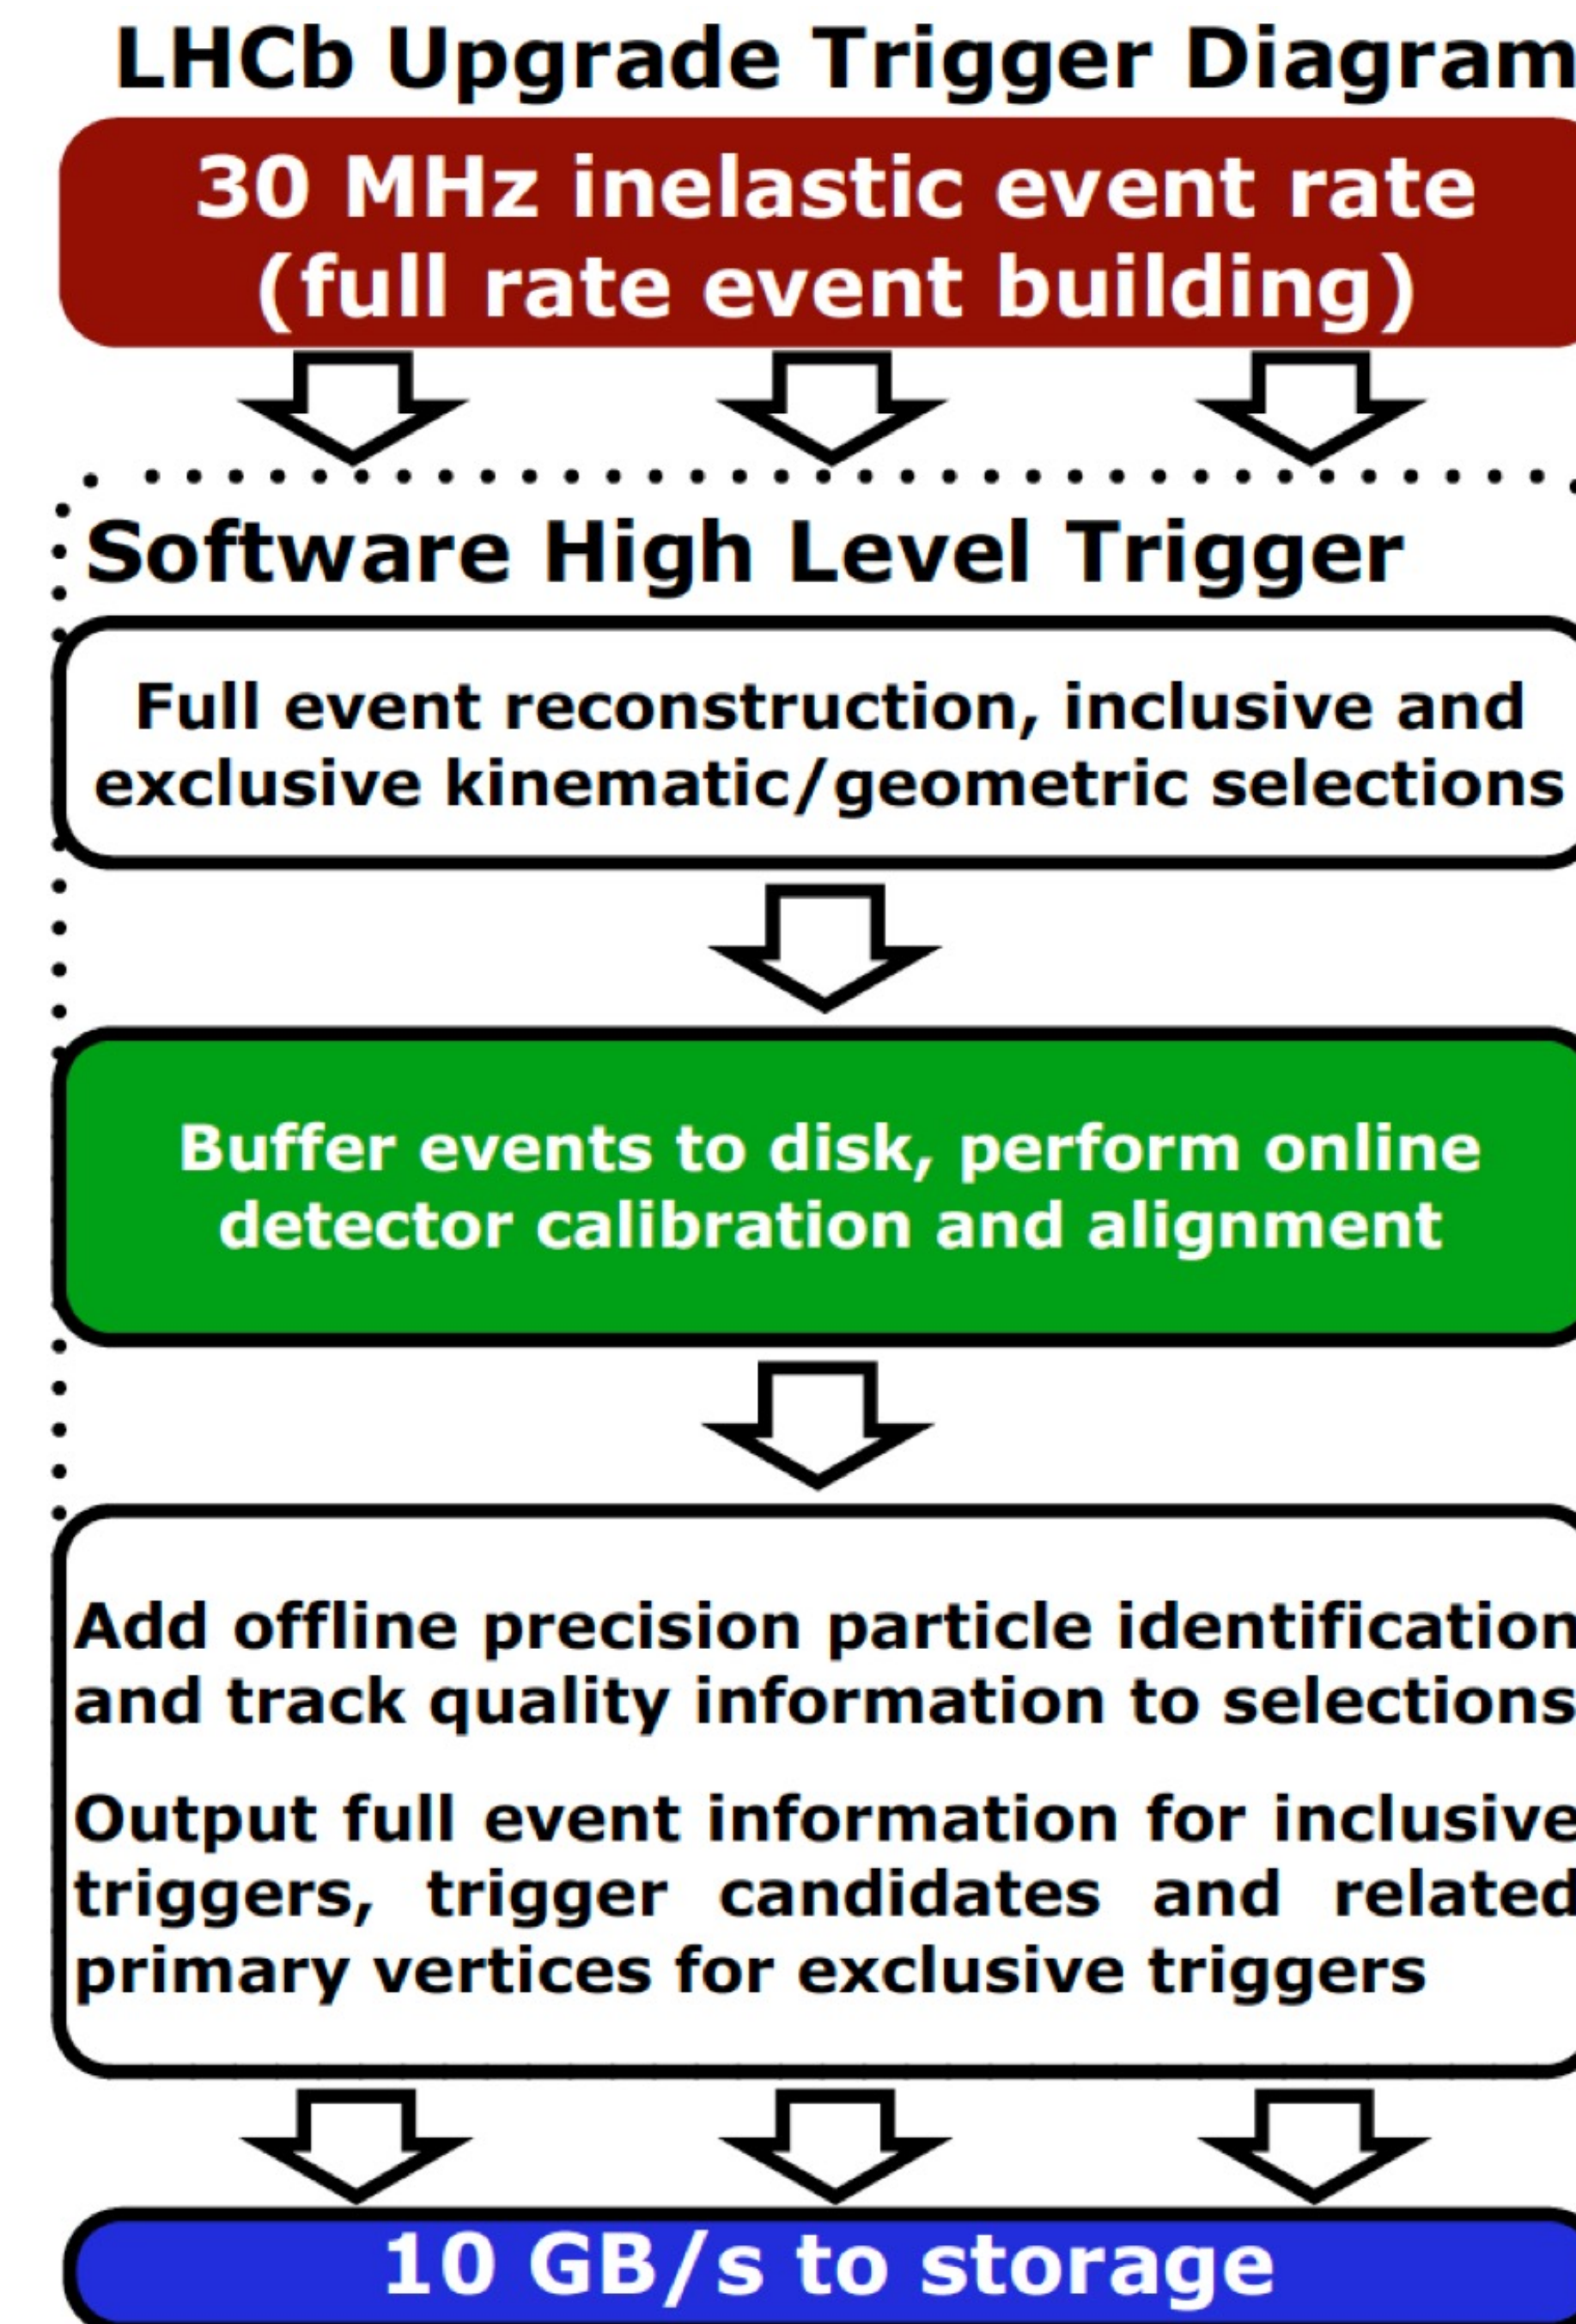 LHCb Upgrade Trigger Diagram
30 MHz inelastic event rate
(full rate event building)
Software High Level Trigger
Full event reconstruction, inclusive and
exclusive kinematic/geometric selections
Buffer events to disk, perform online
detector calibration and alignment
Add offline precision particle identification
and track quality information to selections
Output full event information for inclusive
triggers, trigger candidates and related
primary vertices for exclusive triggers
10 GB/s to storage